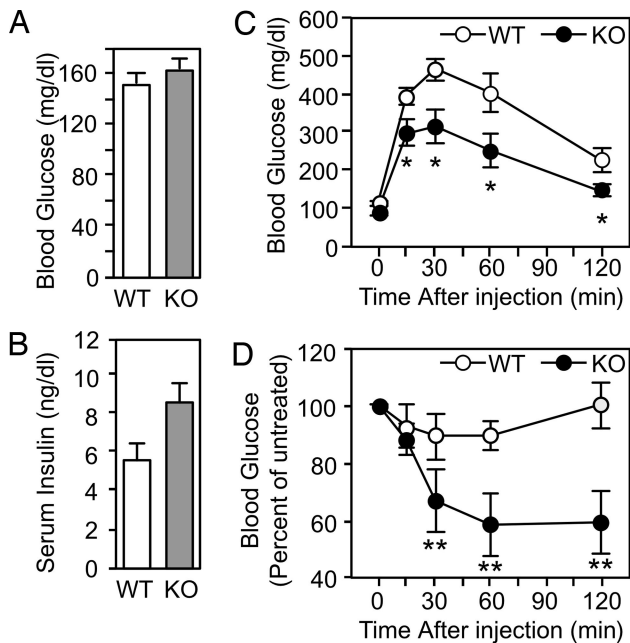 A
Blood Glucose (mg/dl)
160
120
80
40
0
WT KO
B
Serum Insulin (ng/dl)
12
10
8
6
4
2
0
WT KO
C
Blood Glucose (mg/dl)
600
500
400
300
200
100
0
WT KO
* * * *
0 30 60 90 120
Time After injection (min)
D
Blood Glucose
(Percent of untreated)
120
100
80
60
40
WT KO
** ** **
0 30 60 90 120
Time After Injection (min)